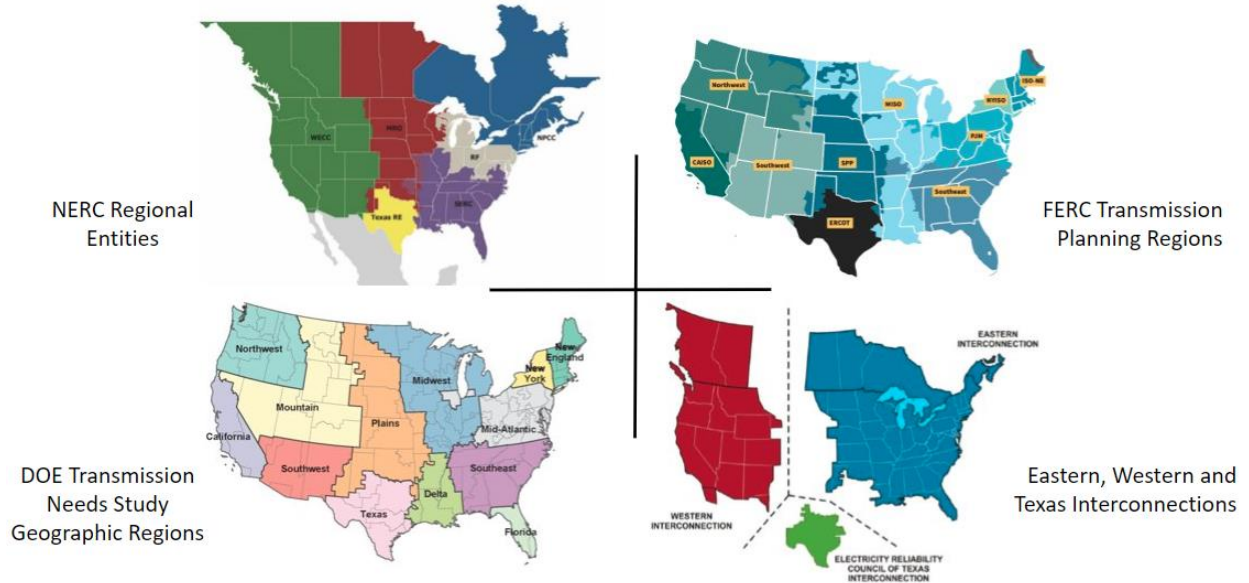 NERC Regional
Entities
WECC
MRO
NPCC
RF
SERC
Texas RE
FERC Transmission
Planning Regions
Northwest
MISO
ISO-NE
NYISO
PJM
CAISO
Southwest
SPP
Southeast
ERCOT
DOE Transmission
Needs Study
Geographic Regions
Northwest
New
England
New
York
Midwest
Mountain
Plains
Mid-Atlantic
California
Southwest
Southeast
Delta
Texas
Florida
Eastern, Western and
Texas Interconnections
EASTERN
INTERCONNECTION
WESTERN
INTERCONNECTION
ELECTRICITY RELIABILITY
COUNCIL OF TEXAS
INTERCONNECTION